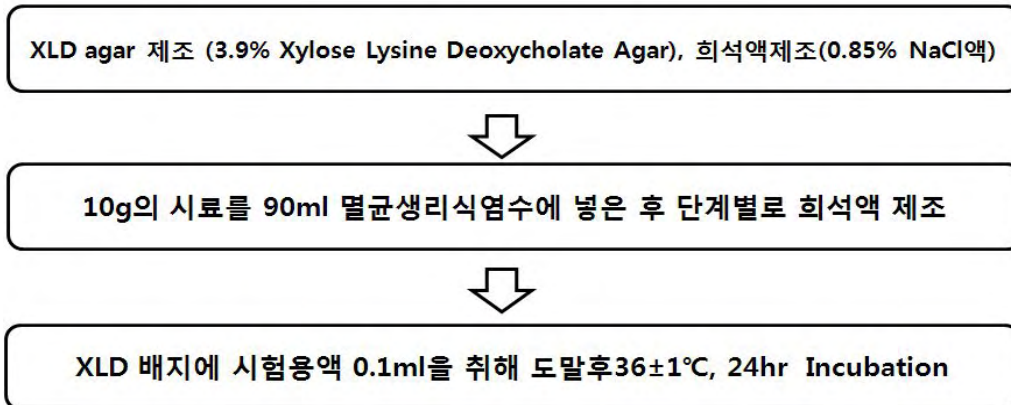 XLD agar 제조 (3.9% Xylose Lysine Deoxycholate Agar), 희석액제조(0.85% NaCl액)
10g의 시료를 90ml 멸균생리식염수에 넣은 후 단계별로 희석액 제조
XLD 배지에 시험용액 0.1ml을 취해 도말후36±1℃, 24hr Incubation